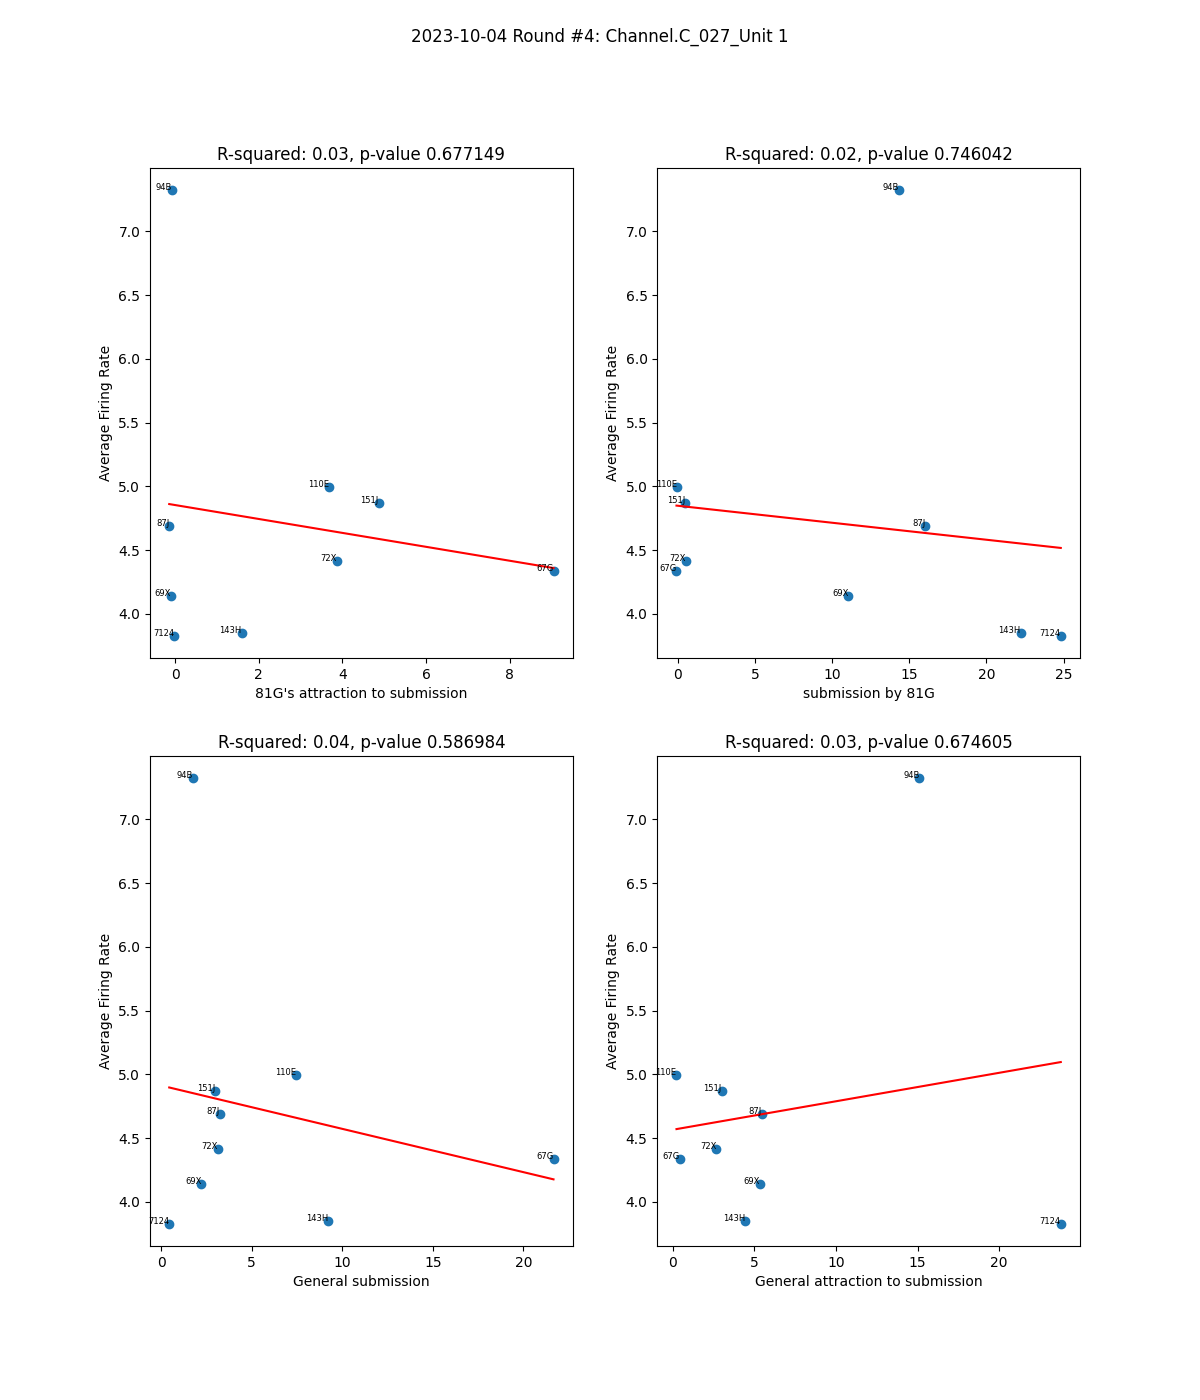 2023-10-04 Round #4: Channel.C_027_Unit 1
R-squared: 0.03, p-value 0.677149
94B
110E
151J
87J
72X
67G
69X
7124
143H
7.0
6.5
6.0
5.5
5.0
4.5
4.0
Average Firing Rate
0 2 4 6 8
81G's attraction to submission
R-squared: 0.02, p-value 0.746042
94B
110E
151J
87J
72X
67G
69X
143H
7124
7.0
6.5
6.0
5.5
5.0
4.5
4.0
Average Firing Rate
0 5 10 15 20 25
submission by 81G
R-squared: 0.04, p-value 0.586984
94B
110E
151J
87J
72X
67G
69X
7124
143H
7.0
6.5
6.0
5.5
5.0
4.5
4.0
Average Firing Rate
0 5 10 15 20
General submission
R-squared: 0.03, p-value 0.674605
94B
110E
151J
87J
72X
67G
69X
143H
7124
7.0
6.5
6.0
5.5
5.0
4.5
4.0
Average Firing Rate
0 5 10 15 20
General attraction to submission